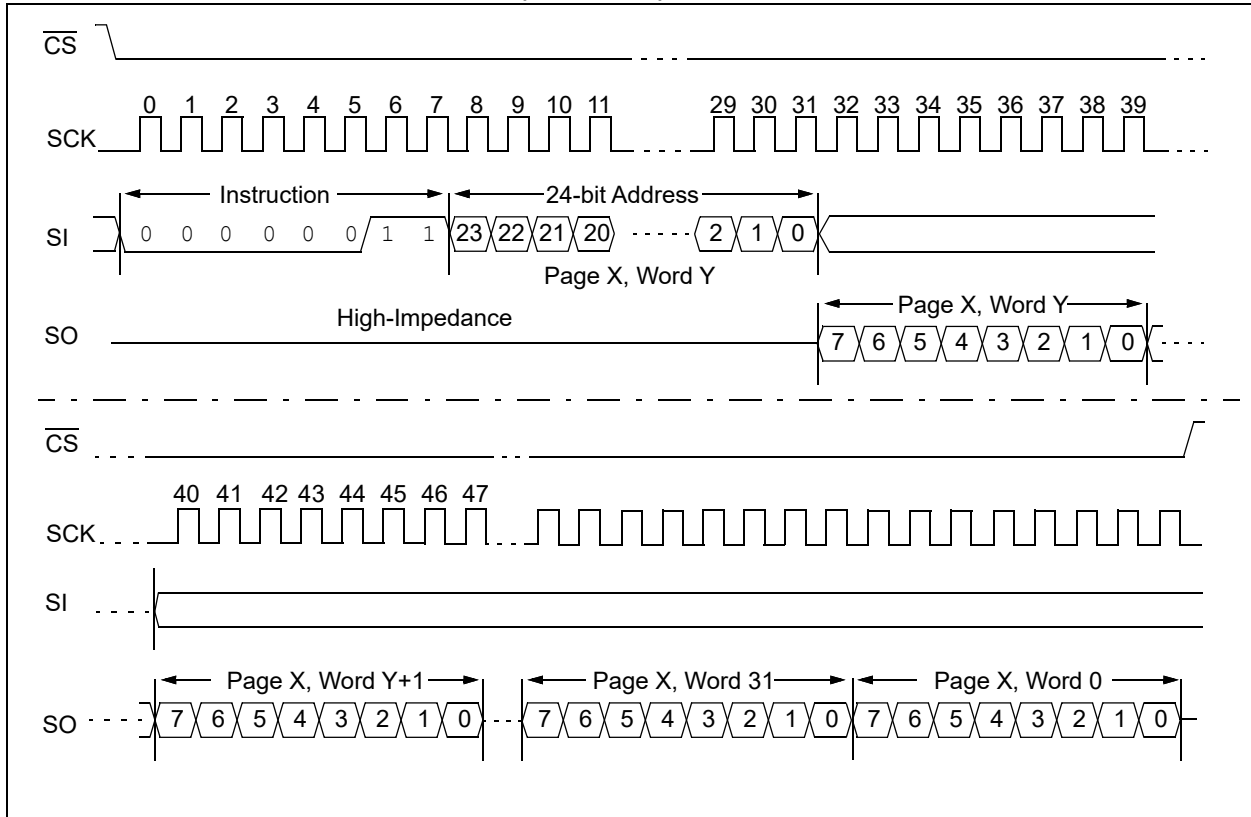 CS
0 1 2 3 4 5 6 7 8 9 10 11 29 30 31 32 33 34 35 36 37 38 39
SCK
Instruction 24-bit Address
SI 0 0 0 0 0 0 1 1 23 22 21 20 2 1 0
Page X, Word Y
Page X, Word Y
High-Impedance
SO 7 6 5 4 3 2 1 0
CS
40 41 42 43 44 45 46 47
SCK
SI
Page X, Word Y+1 Page X, Word 31 Page X, Word 0
SO 7 6 5 4 3 2 1 0 7 6 5 4 3 2 1 0 7 6 5 4 3 2 1 0